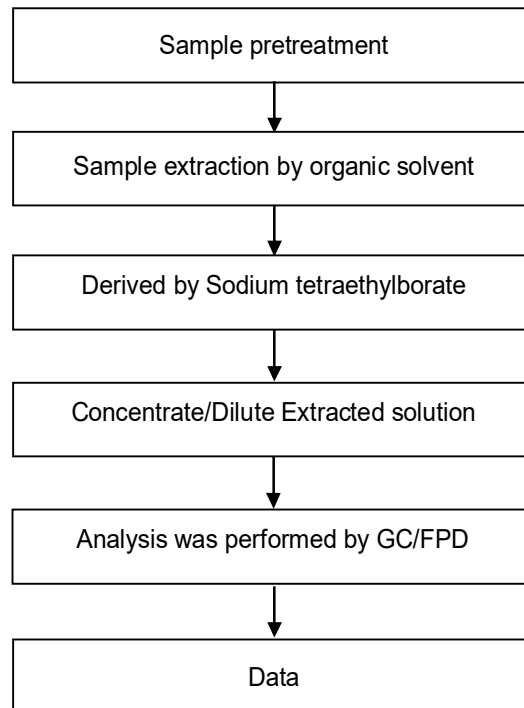 Sample pretreatment
Sample extraction by organic solvent
Derived by Sodium tetraethylborate
Concentrate/Dilute Extracted solution
Analysis was performed by GC/FPD
Data